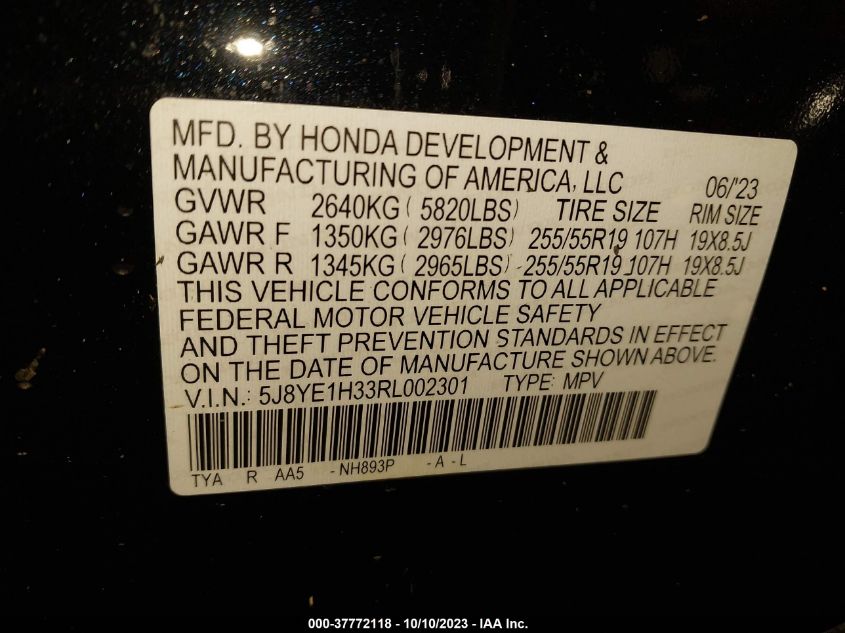 MFD. BY HONDA DEVELOPMENT &
MANUFACTURING OF AMERICA, LLC 06/'23
GVWR 2640KG ( 5820LBS) TIRE SIZE RIM SIZE
GAWR F 1350KG ( 2976LBS) 255/55R19 107H 19X8.5J
GAWR R 1345KG ( 2965LBS) 255/55R19 107H 19X8.5J
THIS VEHICLE CONFORMS TO ALL APPLICABLE
FEDERAL MOTOR VEHICLE SAFETY
AND THEFT PREVENTION STANDARDS IN EFFECT
ON THE DATE OF MANUFACTURE SHOWN ABOVE.
V.I.N.: 5J8YE1H33RL002301 TYPE: MPV
TYA R AA5 -NH893P -A-L
000-37772118 - 10/10/2023 - IAA Inc.